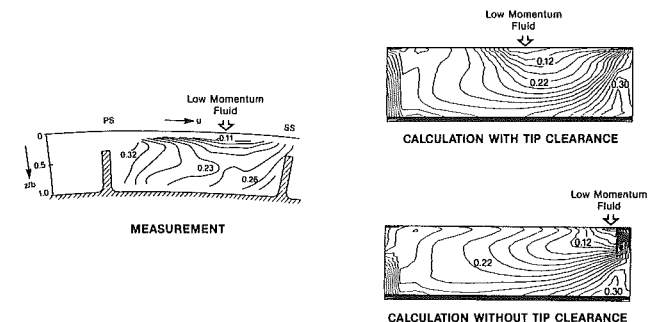 Low Momentum
Fluid
PS
u
SS
0
0.5
1.0
z/b
0.32
0.11
0.23
0.26
MEASUREMENT
Low Momentum
Fluid
0.12
0.22
0.30
CALCULATION WITH TIP CLEARANCE
Low Momentum
Fluid
0.12
0.22
0.30
CALCULATION WITHOUT TIP CLEARANCE